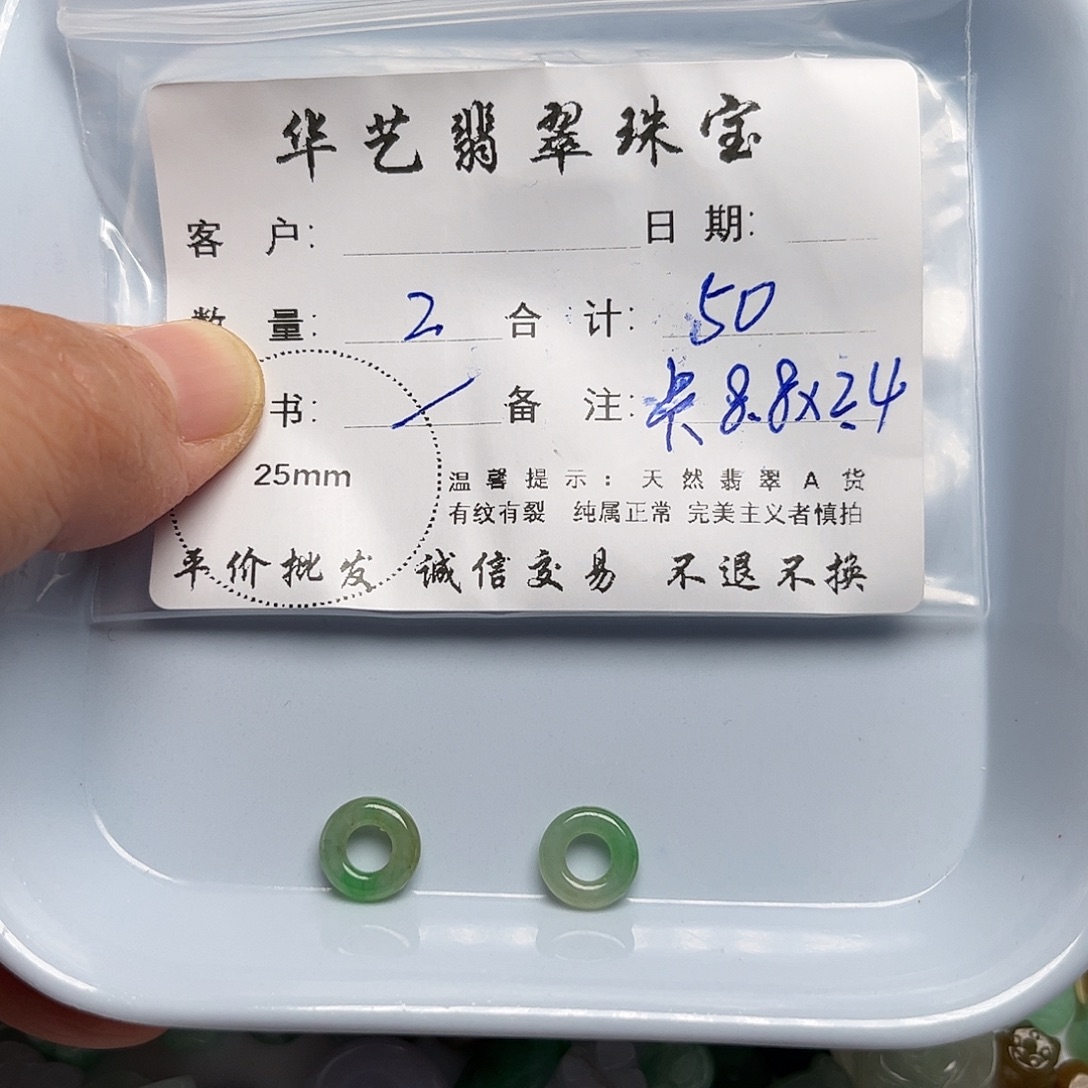 华艺翡翠珠宝
客 户: 日 期:
数 量: 2 合 计: 50
书: / 备 注: 卡 8.8x2.4
25mm
温馨提示: 天然翡翠A货
有纹有裂 纯属正常 完美主义者慎拍
平价批发 诚信交易 不退不换